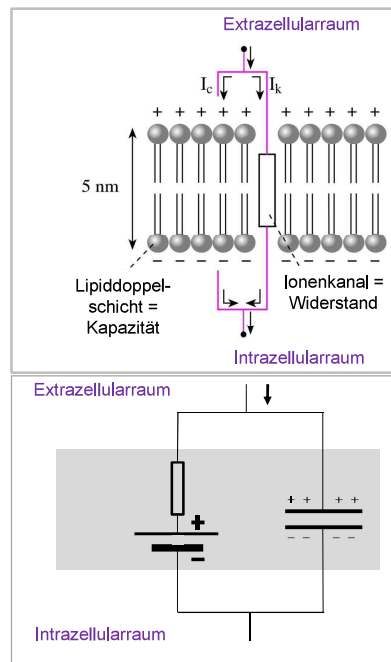 Extrazellularraum
I_c I_k
+ + + + + + + + + +
5 nm
– – – – – – – – – –
Lipiddoppel-
schicht =
Kapazität
Ionenkanal =
Widerstand
Intrazellularraum
Extrazellularraum
+ + + +
+
– – – –
–
Intrazellularraum